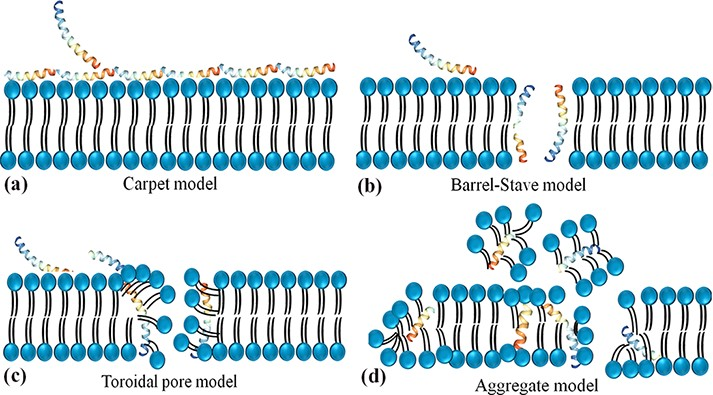 (a)
Carpet model
(b)
Barrel-Stave model
(c)
Toroidal pore model
(d)
Aggregate model